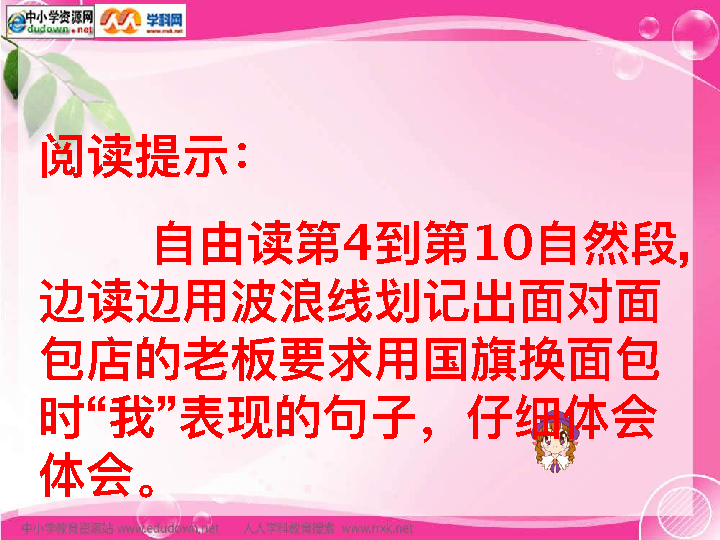 中小学资源网
dudown.net
学科网
www.nxk.net
阅读提示：
自由读第4到第10自然段，
边读边用波浪线划记出面对面
包店的老板要求用国旗换面包
时“我”表现的句子，仔细体会
体会。
中小学教育资源站 www.edudown.net 人人学科教育搜索 www.rrxk.net